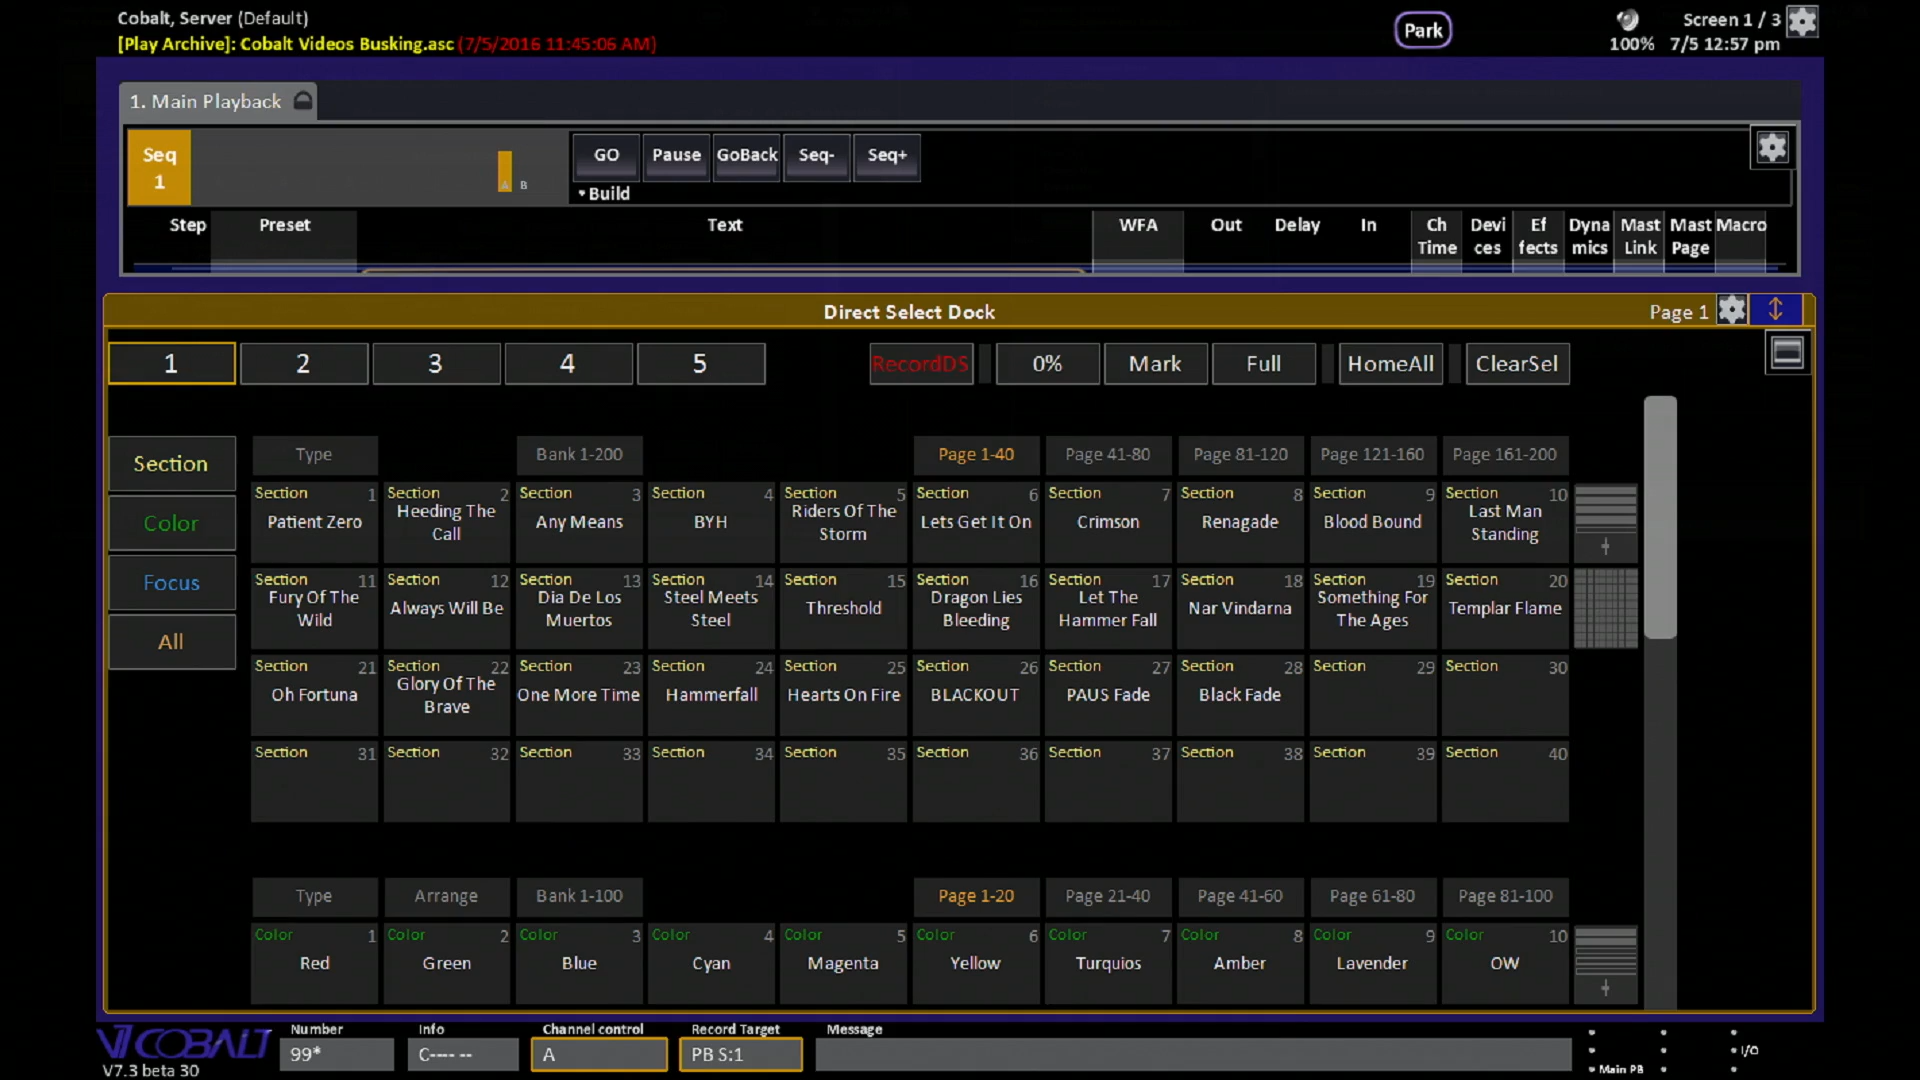 Cobalt, Server (Default)
[Play Archive]: Cobalt Videos Busking.asc (7/5/2016 11:45:06 AM)
Park
100%
Screen 1 / 3
7/5 12:57 pm
1. Main Playback
Seq
1
A B
GO Pause GoBack Seq- Seq+
Build
Step Preset Text WFA Out Delay In Ch Time Devi ces Ef fects Dyna mics Mast Link Mast Page Macro
Direct Select Dock
Page 1
1 2 3 4 5 RecordDS 0% Mark Full HomeAll ClearSel
Section
Color
Focus
All
Type Bank 1-200 Page 1-40 Page 41-80 Page 81-120 Page 121-160 Page 161-200
Section 1 Section 2 Section 3 Section 4 Section 5 Section 6 Section 7 Section 8 Section 9 Section 10
Patient Zero Heeding The Call Any Means BYH Riders Of The Storm Lets Get It On Crimson Renagade Blood Bound Last Man Standing
Section 11 Section 12 Section 13 Section 14 Section 15 Section 16 Section 17 Section 18 Section 19 Section 20
Fury Of The Wild Always Will Be Dia De Los Muertos Steel Meets Steel Threshold Dragon Lies Bleeding Let The Hammer Fall Nar Vindarna Something For The Ages Templar Flame
Section 21 Section 22 Section 23 Section 24 Section 25 Section 26 Section 27 Section 28 Section 29 Section 30
Oh Fortuna Glory Of The Brave One More Time Hammerfall Hearts On Fire BLACKOUT PAUS Fade Black Fade
Section 31 Section 32 Section 33 Section 34 Section 35 Section 36 Section 37 Section 38 Section 39 Section 40
Type Arrange Bank 1-100 Page 1-20 Page 21-40 Page 41-60 Page 61-80 Page 81-100
Color 1 Color 2 Color 3 Color 4 Color 5 Color 6 Color 7 Color 8 Color 9 Color 10
Red Green Blue Cyan Magenta Yellow Turquios Amber Lavender OW
COBALT
V7.3 beta 30
Number Info Channel control Record Target Message
99* C---- -- A PB S:1
I/O
Main PB